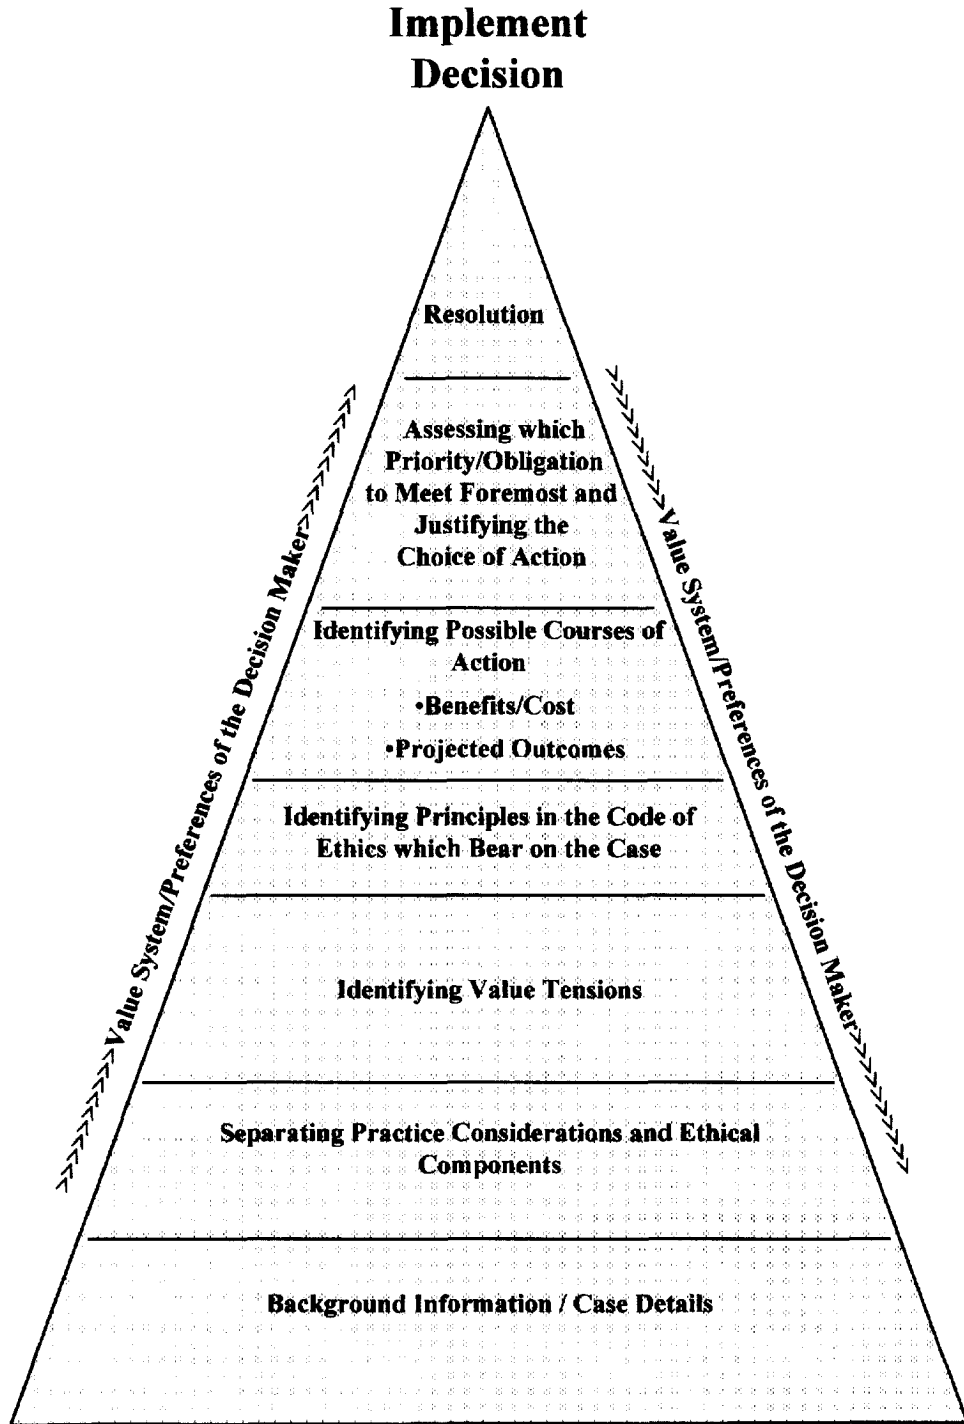 Implement
Decision
Resolution
Assessing which
Priority/Obligation
to Meet Foremost and
Justifying the
Choice of Action
Identifying Possible Courses of
Action
•Benefits/Cost
•Projected Outcomes
Identifying Principles in the Code of
Ethics which Bear on the Case
Identifying Value Tensions
Separating Practice Considerations and Ethical
Components
Background Information / Case Details
>>>>>>>>Value System/Preferences of the Decision Maker>>>>>>>>>>
>>>>>>>>>>Value System/Preferences of the Decision Maker>>>>>>>>>>